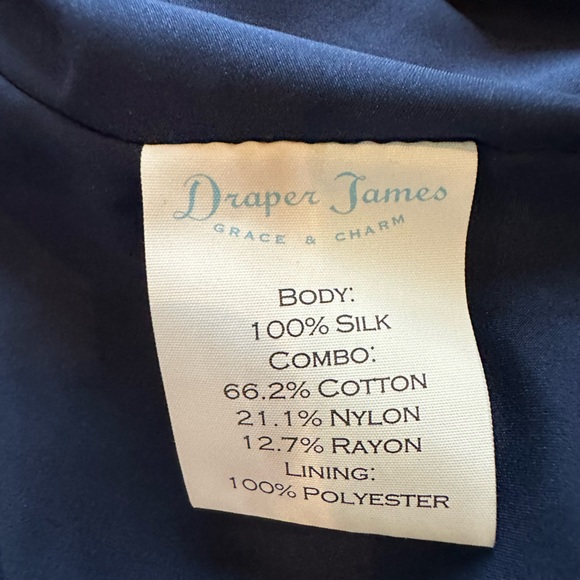 Draper James
GRACE & CHARM
BODY:
100% SILK
COMBO:
66.2% COTTON
21.1% NYLON
12.7% RAYON
LINING:
100% POLYESTER